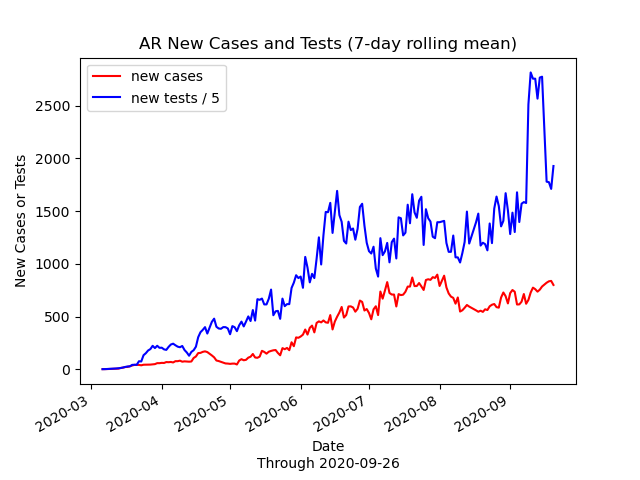 AR New Cases and Tests (7-day rolling mean)
new cases
new tests / 5
New Cases or Tests
2500
2000
1500
1000
500
0
2020-03
2020-04
2020-05
2020-06
2020-07
2020-08
2020-09
Date
Through 2020-09-26